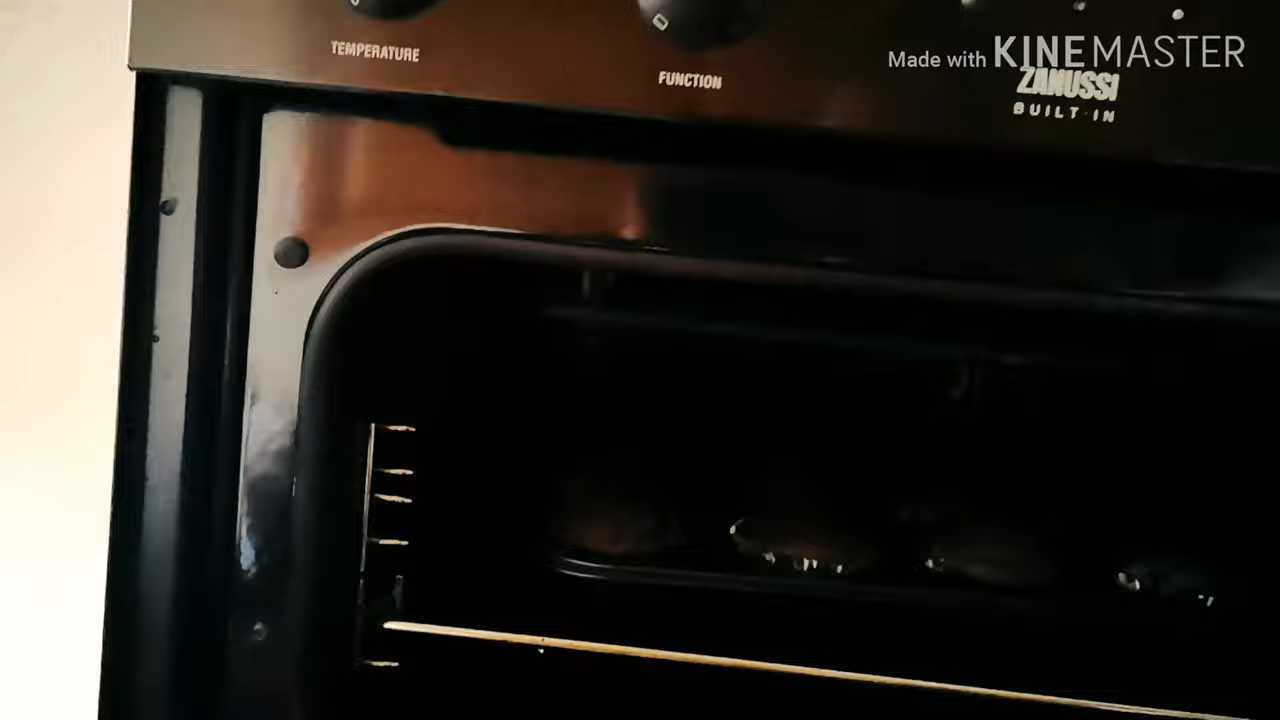 TEMPERATURE
FUNCTION
Made with KINEMASTER
ZANUSSI
BUILT-IN